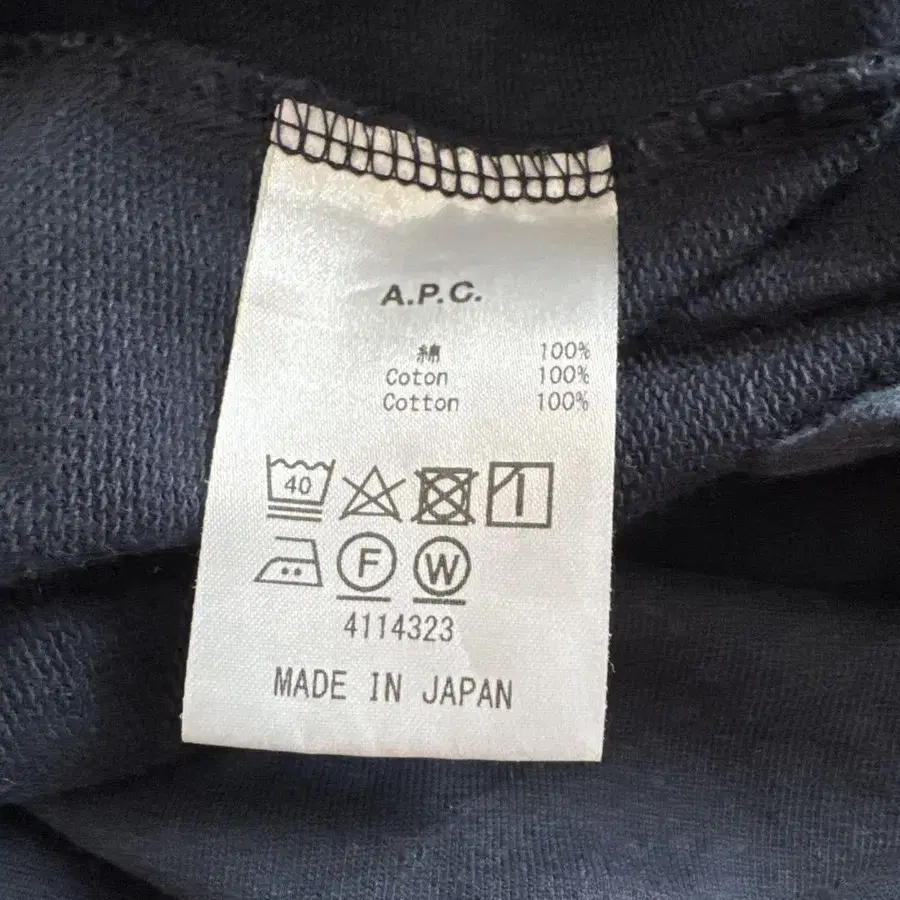 A.P.C.
綿 100%
Coton 100%
Cotton 100%
40
F W
4114323
MADE IN JAPAN